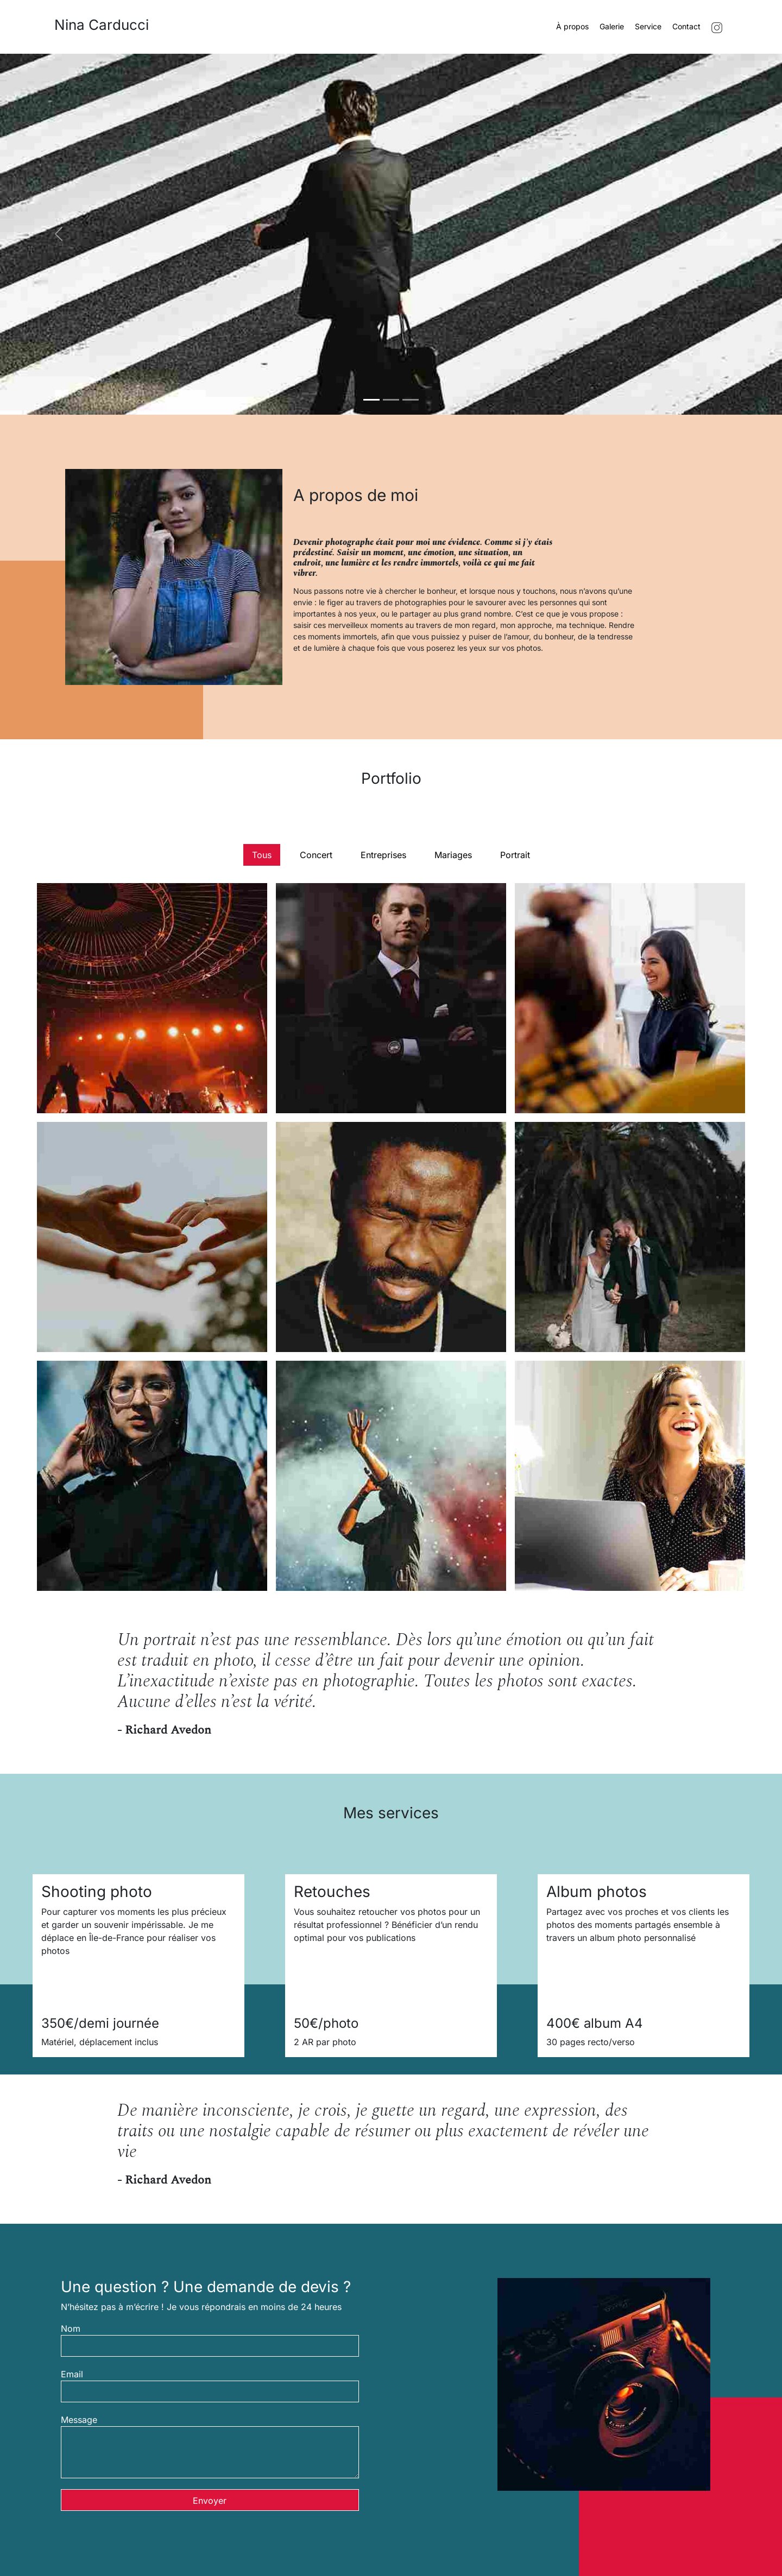 Nina Carducci
À propos
Galerie
Service
Contact
A propos de moi
Devenir photographe était pour moi une évidence. Comme si j'y étais
prédestiné. Saisir un moment, une émotion, une situation, un
endroit, une lumière et les rendre immortels, voilà ce qui me fait
vibrer.
Nous passons notre vie à chercher le bonheur, et lorsque nous y touchons, nous n'avons qu'une
envie : le figer au travers de photographies pour le savourer avec les personnes qui sont
importantes à nos yeux, ou le partager au plus grand nombre. C'est ce que je vous propose :
saisir ces merveilleux moments au travers de mon regard, mon approche, ma technique. Rendre
ces moments immortels, afin que vous puissiez y puiser de l'amour, du bonheur, de la tendresse
et de lumière à chaque fois que vous poserez les yeux sur vos photos.
Portfolio
Tous
Concert
Entreprises
Mariages
Portrait
Un portrait n'est pas une ressemblance. Dès lors qu'une émotion ou qu'un fait
est traduit en photo, il cesse d'être un fait pour devenir une opinion.
L'inexactitude n'existe pas en photographie. Toutes les photos sont exactes.
Aucune d'elles n'est la vérité.
- Richard Avedon
Mes services
Shooting photo
Pour capturer vos moments les plus précieux
et garder un souvenir impérissable. Je me
déplace en Île-de-France pour réaliser vos
photos
350€/demi journée
Matériel, déplacement inclus
Retouches
Vous souhaitez retoucher vos photos pour un
résultat professionnel ? Bénéficier d'un rendu
optimal pour vos publications
50€/photo
2 AR par photo
Album photos
Partagez avec vos proches et vos clients les
photos des moments partagés ensemble à
travers un album photo personnalisé
400€ album A4
30 pages recto/verso
De manière inconsciente, je crois, je guette un regard, une expression, des
traits ou une nostalgie capable de résumer ou plus exactement de révéler une
vie
- Richard Avedon
Une question ? Une demande de devis ?
N'hésitez pas à m'écrire ! Je vous répondrais en moins de 24 heures
Nom
Email
Message
Envoyer